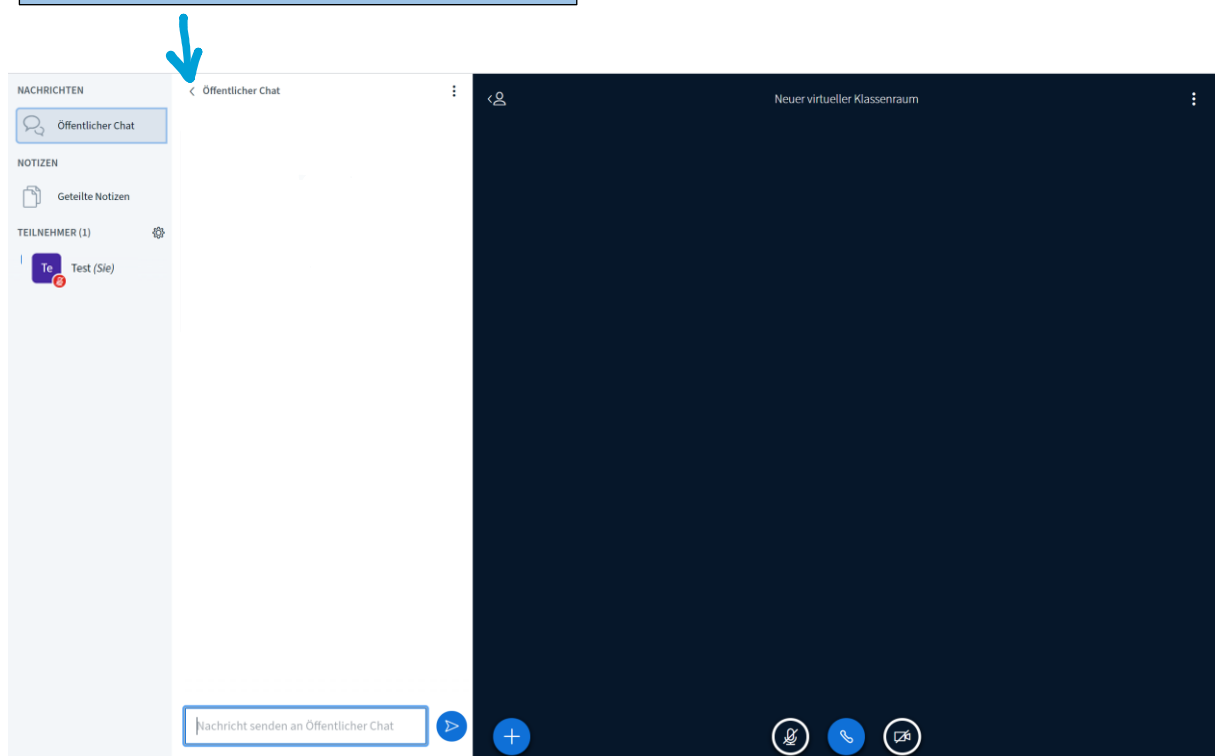 NACHRICHTEN
Öffentlicher Chat
NOTIZEN
Geteilte Notizen
TEILNEHMER (1)
Te
Test (Sie)
Öffentlicher Chat
Nachricht senden an Öffentlicher Chat
Neuer virtueller Klassenraum